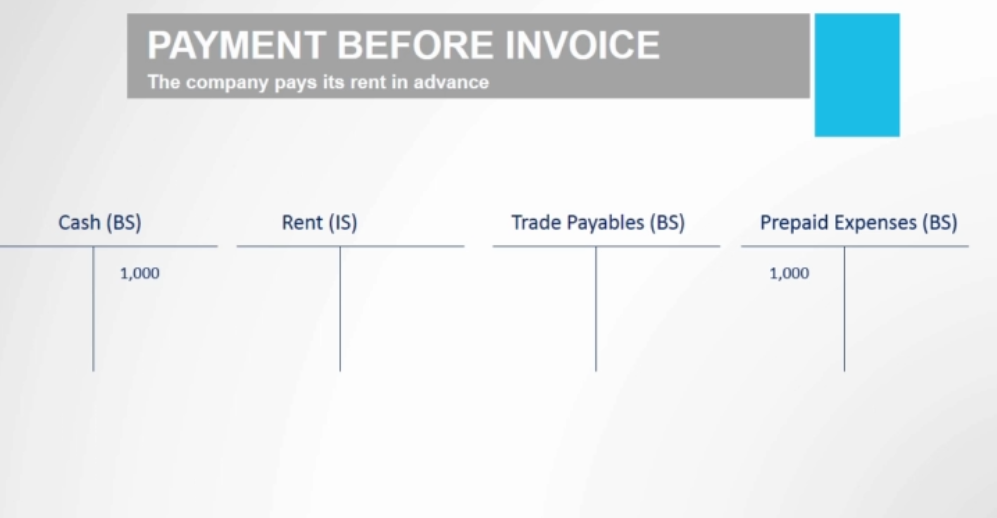 PAYMENT BEFORE INVOICE
The company pays its rent in advance
Cash (BS) Rent (IS) Trade Payables (BS) Prepaid Expenses (BS)
1,000 1,000